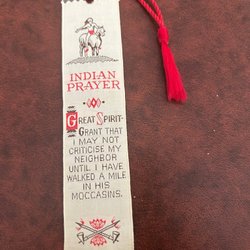 INDIAN
PRAYER
GREAT SPIRIT-
GRANT THAT
I MAY NOT
CRITICISE MY
NEIGHBOR
UNTIL I HAVE
WALKED A MILE
IN HIS
MOCCASINS.